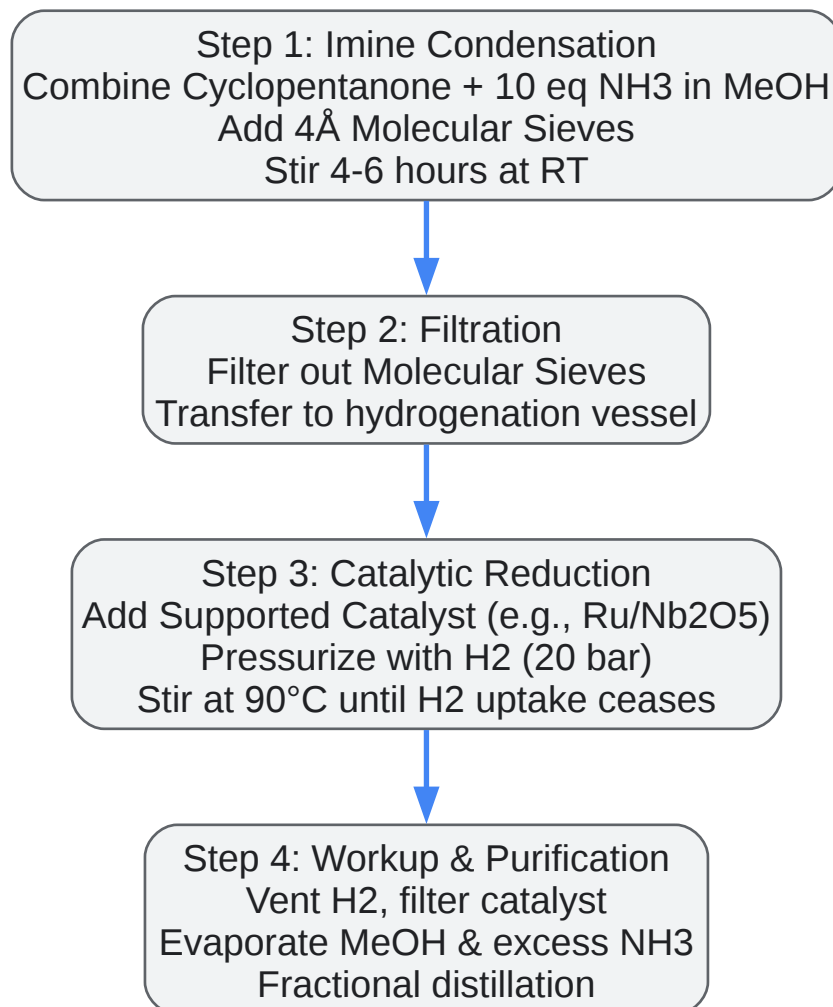 Step 1: Imine Condensation
Combine Cyclopentanone + 10 eq NH3 in MeOH
Add 4Å Molecular Sieves
Stir 4-6 hours at RT
Step 2: Filtration
Filter out Molecular Sieves
Transfer to hydrogenation vessel
Step 3: Catalytic Reduction
Add Supported Catalyst (e.g., Ru/Nb2O5)
Pressurize with H2 (20 bar)
Stir at 90°C until H2 uptake ceases
Step 4: Workup & Purification
Vent H2, filter catalyst
Evaporate MeOH & excess NH3
Fractional distillation